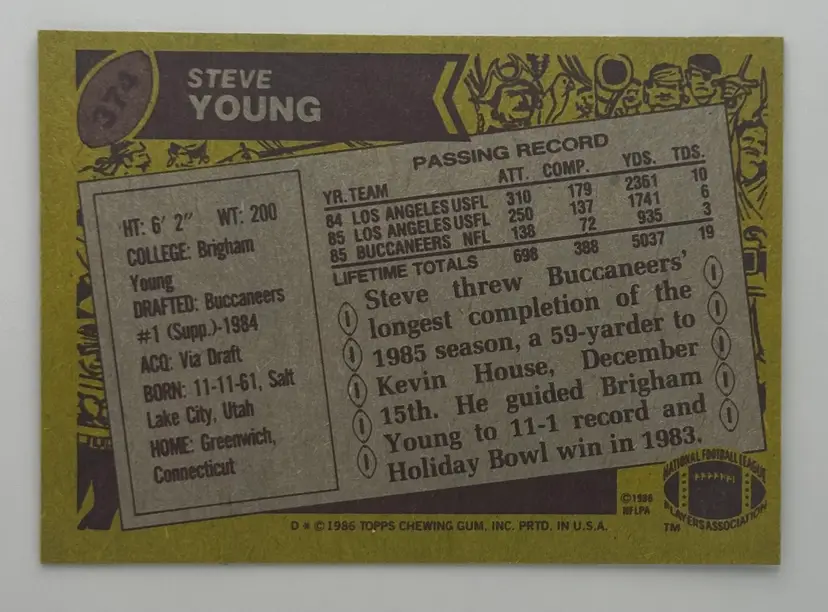 374
STEVE
YOUNG
HT: 6' 2" WT: 200
COLLEGE: Brigham
Young
DRAFTED: Buccaneers
#1 (Supp.)-1984
ACQ: Via Draft
BORN: 11-11-61, Salt
Lake City, Utah
HOME: Greenwich,
Connecticut
PASSING RECORD
YR. TEAM ATT. COMP. YDS. TDS.
84 LOS ANGELES USFL 310 179 2361 10
85 LOS ANGELES USFL 250 137 1741 6
85 BUCCANEERS NFL 138 72 935 3
LIFETIME TOTALS 698 388 5037 19
Steve threw Buccaneers'
longest completion of the
1985 season, a 59-yarder to
Kevin House, December
15th. He guided Brigham
Young to 11-1 record and
Holiday Bowl win in 1983.
©1986
NFLPA
NATIONAL FOOTBALL LEAGUE
PLAYERS ASSOCIATION
TM
D * © 1986 TOPPS CHEWING GUM, INC. PRTD. IN U.S.A.